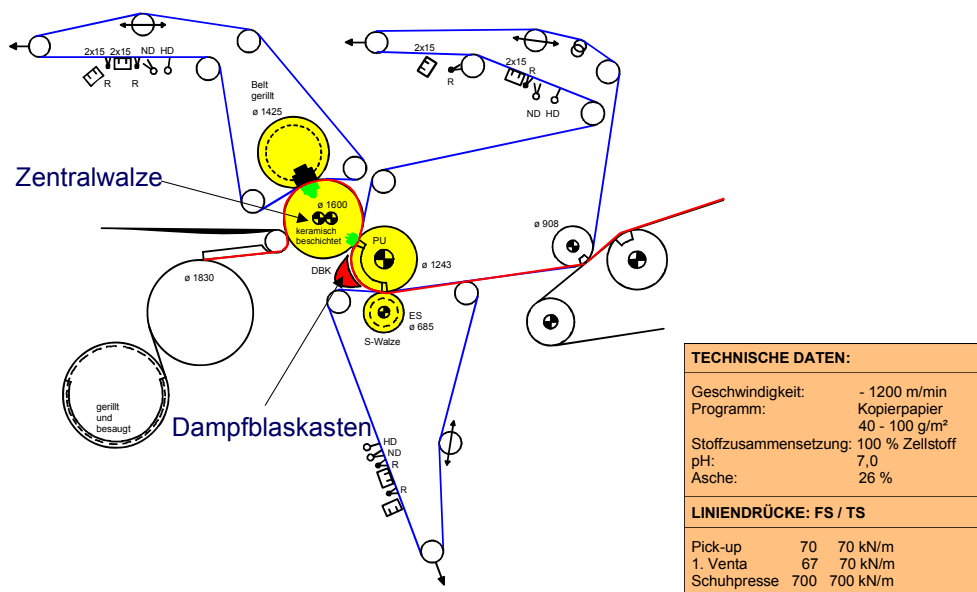 2x15 2x15 ND HD
R R
2x15
R
2x15
R
ND HD
Belt
gerillt
ø 1425
Zentralwalze
ø 1600
keramisch
beschichtet
PU
ø 908
ø 1830
DBK
ø 1243
ES
ø 685
S-Walze
gerillt
und
besaugt
Dampfblaskasten
HD
ND
R
R
TECHNISCHE DATEN:
Geschwindigkeit: - 1200 m/min
Programm: Kopierpapier
40 - 100 g/m²
Stoffzusammensetzung: 100 % Zellstoff
pH: 7,0
Asche: 26 %
LINIENDRÜCKE: FS / TS
Pick-up 70 70 kN/m
1. Venta 67 70 kN/m
Schuhpresse 700 700 kN/m